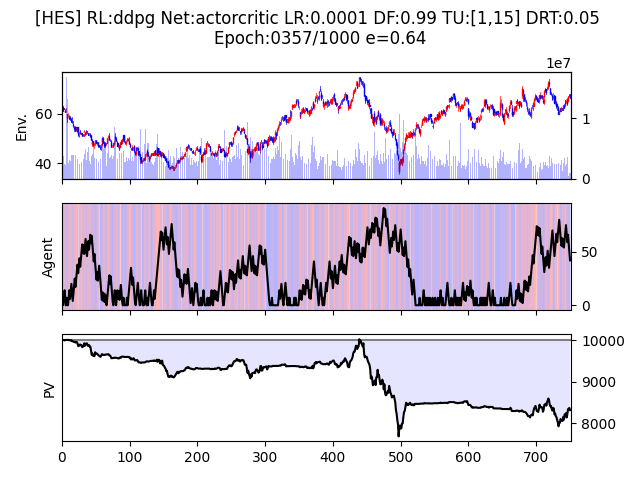 [HES] RL:ddpg Net:actorcritic LR:0.0001 DF:0.99 TU:[1,15] DRT:0.05
Epoch:0357/1000 e=0.64
1e7
60
40
Env.
1
0
Agent
50
0
PV
10000
9000
8000
0 100 200 300 400 500 600 700